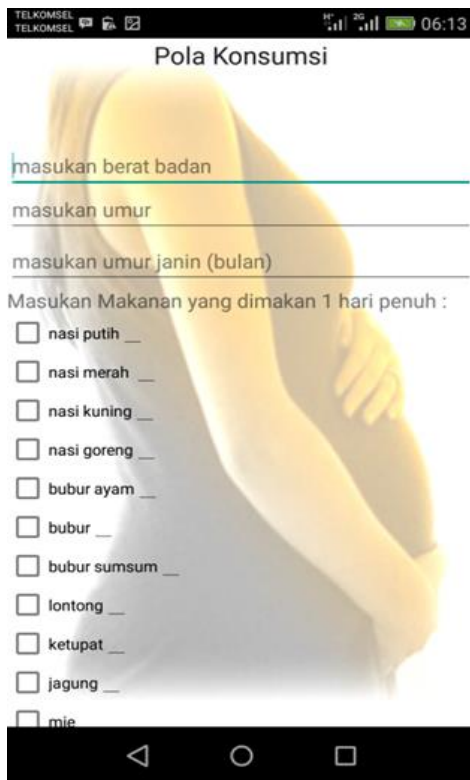 TELKOMSEL
TELKOMSEL
H+ 2G 06:13
Pola Konsumsi
masukan berat badan
masukan umur
masukan umur janin (bulan)
Masukan Makanan yang dimakan 1 hari penuh :
nasi putih __
nasi merah __
nasi kuning __
nasi goreng __
bubur ayam __
bubur __
bubur sumsum __
lontong __
ketupat __
jagung __
mie